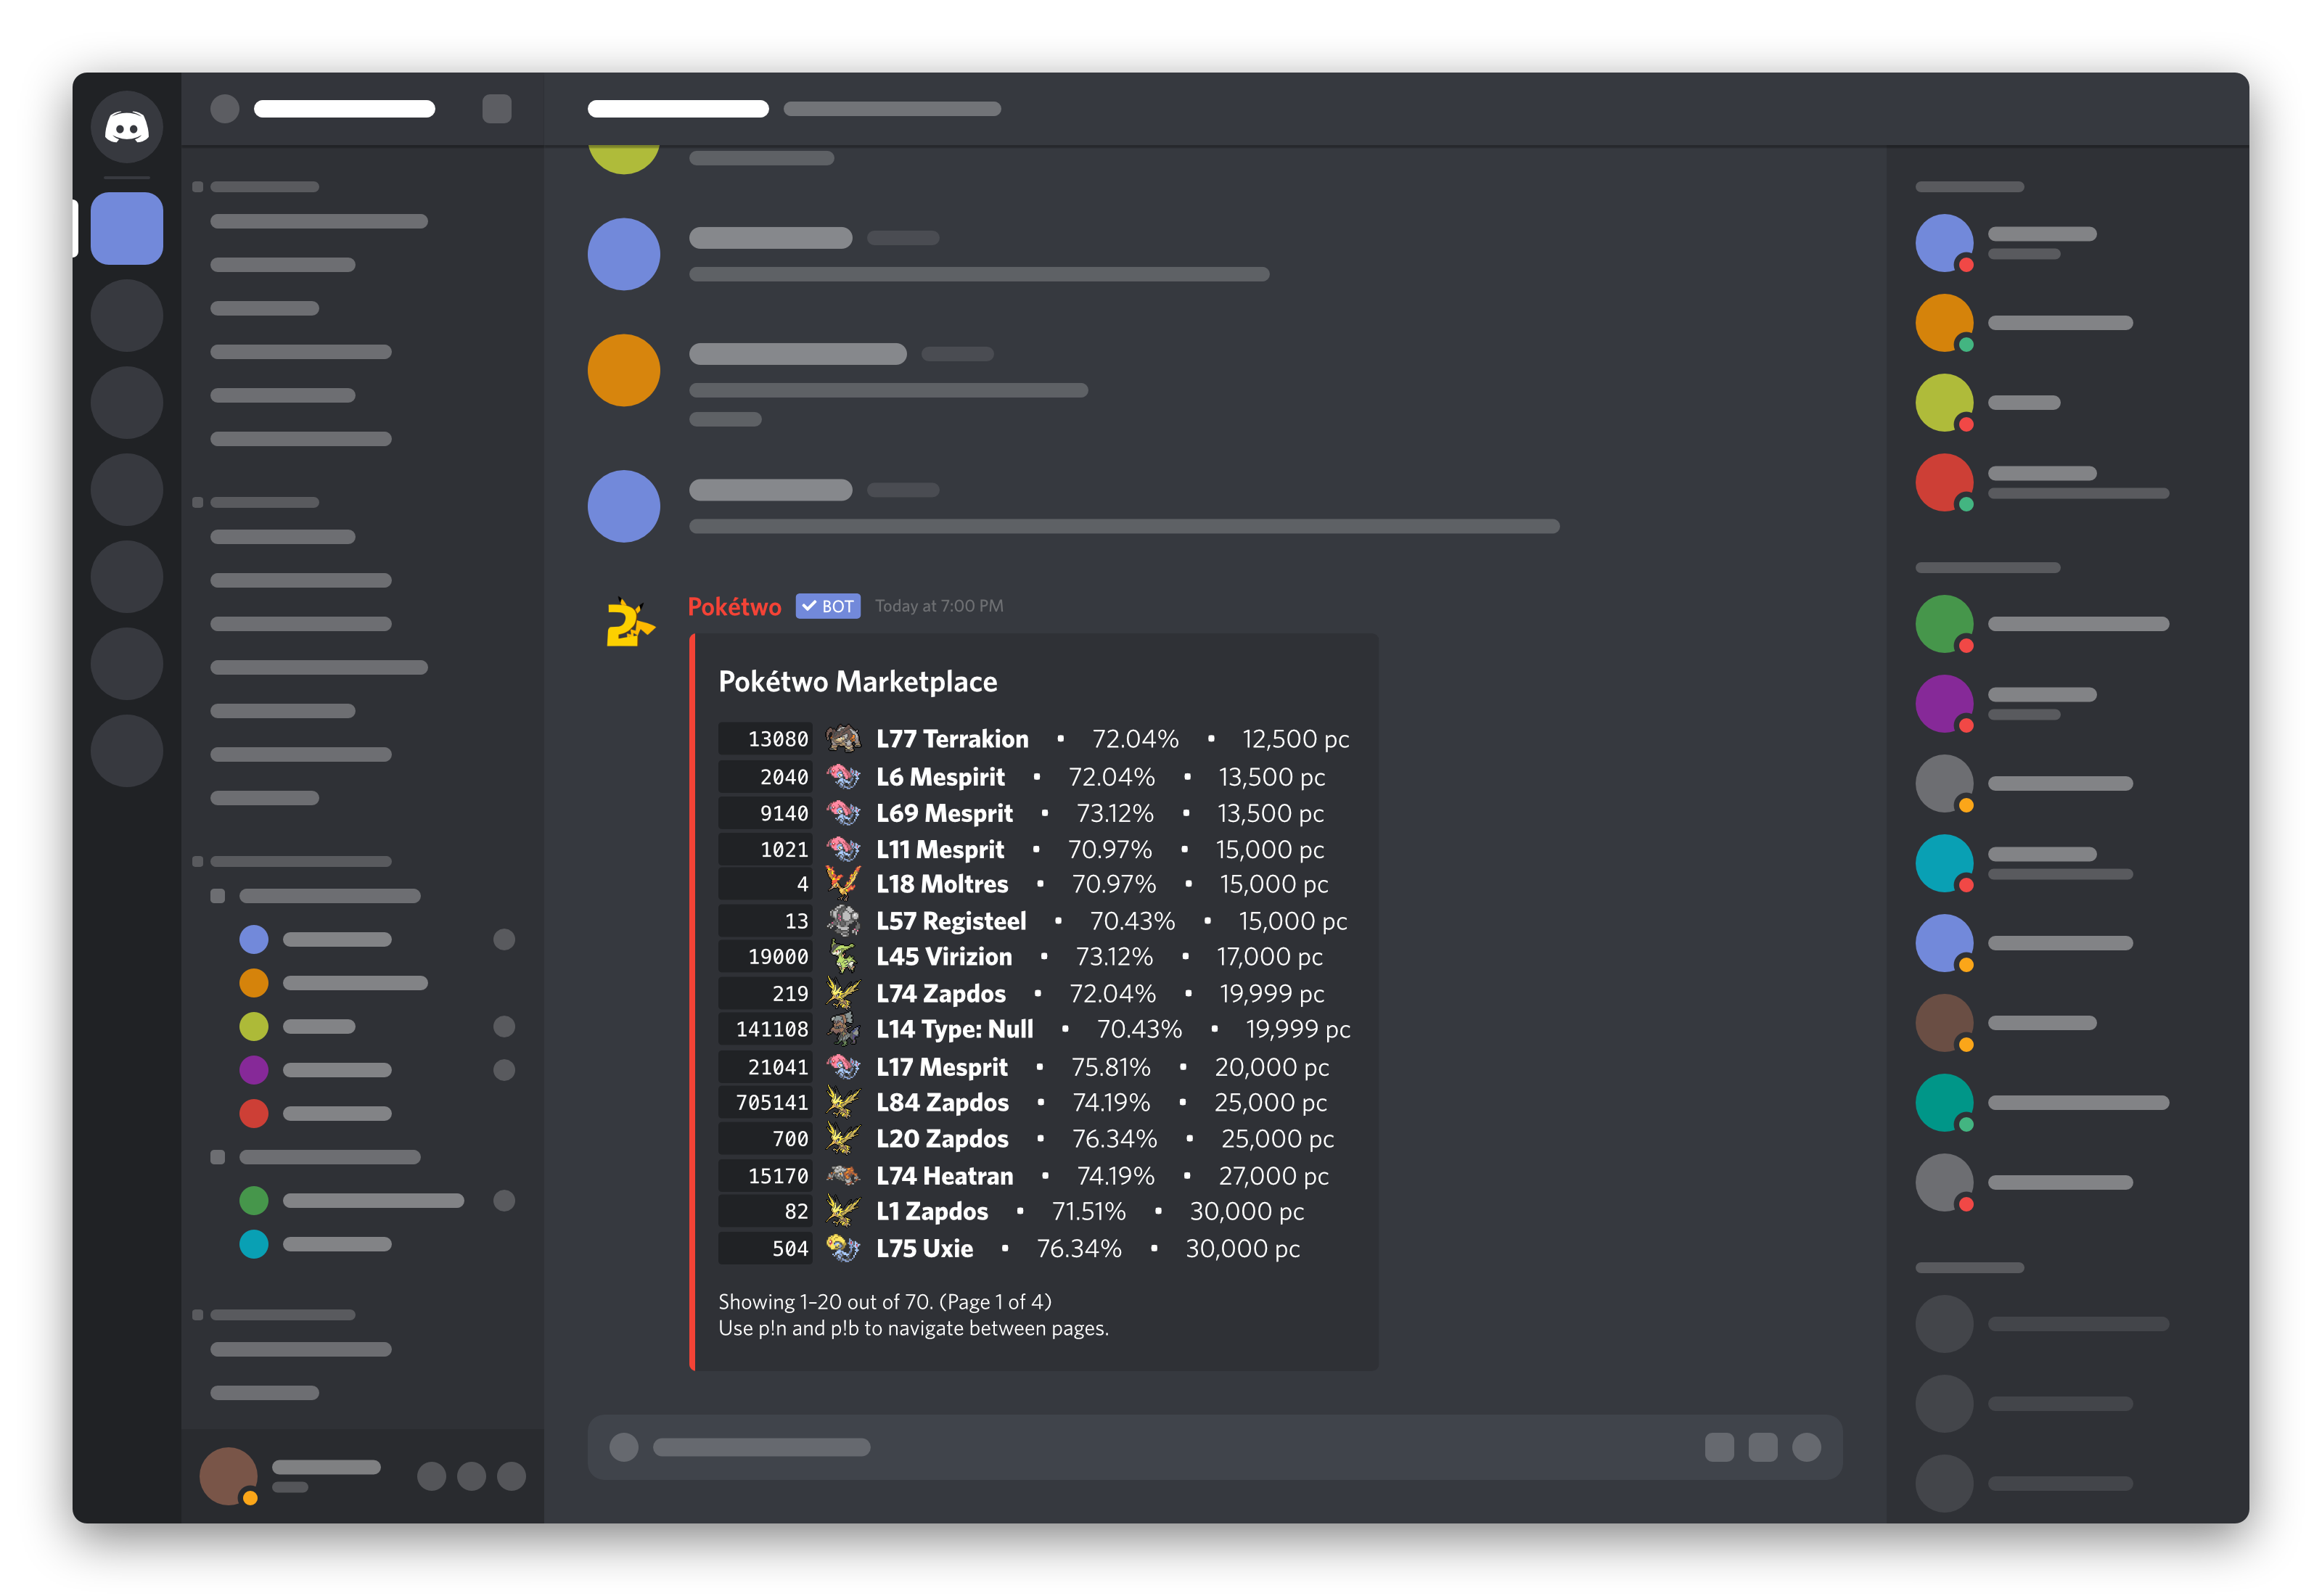 Pokétwo BOT Today at 7:00 PM
Pokétwo Marketplace
13080 L77 Terrakion • 72.04% • 12,500 pc
2040 L6 Mespirit • 72.04% • 13,500 pc
9140 L69 Mesprit • 73.12% • 13,500 pc
1021 L11 Mesprit • 70.97% • 15,000 pc
4 L18 Moltres • 70.97% • 15,000 pc
13 L57 Registeel • 70.43% • 15,000 pc
19000 L45 Virizion • 73.12% • 17,000 pc
219 L74 Zapdos • 72.04% • 19,999 pc
141108 L14 Type: Null • 70.43% • 19,999 pc
21041 L17 Mesprit • 75.81% • 20,000 pc
705141 L84 Zapdos • 74.19% • 25,000 pc
700 L20 Zapdos • 76.34% • 25,000 pc
15170 L74 Heatran • 74.19% • 27,000 pc
82 L1 Zapdos • 71.51% • 30,000 pc
504 L75 Uxie • 76.34% • 30,000 pc
Showing 1–20 out of 70. (Page 1 of 4)
Use p!n and p!b to navigate between pages.